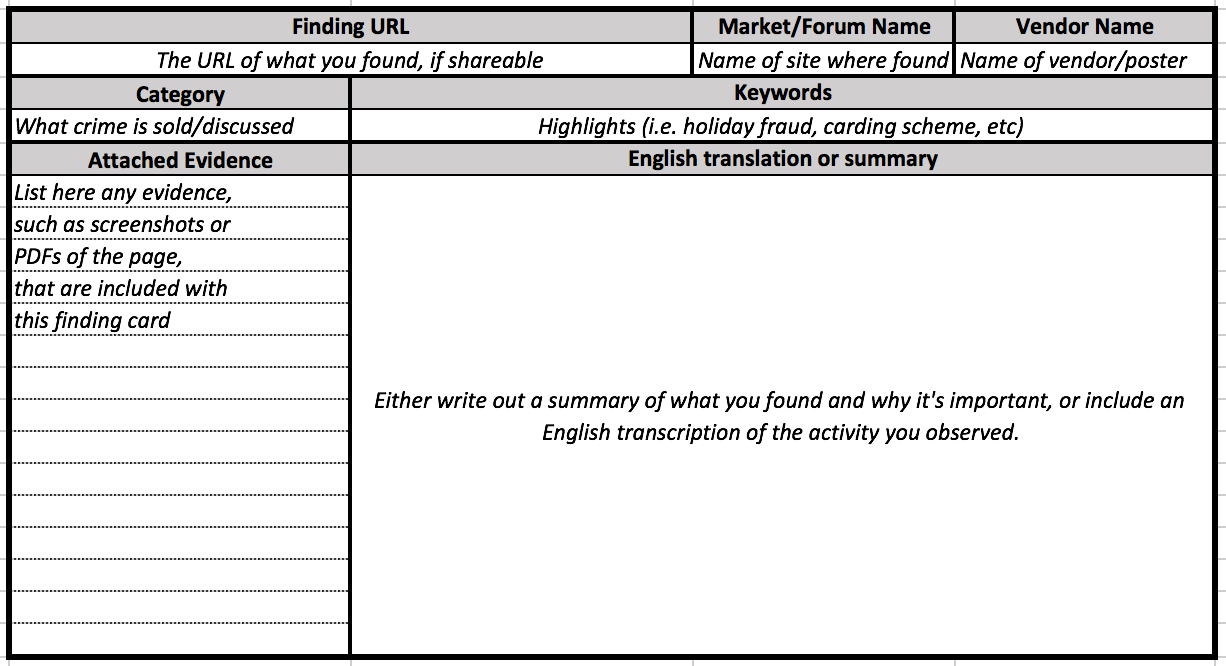 Finding URL
Market/Forum Name
Vendor Name
The URL of what you found, if shareable
Name of site where found
Name of vendor/poster
Category
Keywords
What crime is sold/discussed
Highlights (i.e. holiday fraud, carding scheme, etc)
Attached Evidence
English translation or summary
List here any evidence,
such as screenshots or
PDFs of the page,
that are included with
this finding card
Either write out a summary of what you found and why it's important, or include an
English transcription of the activity you observed.